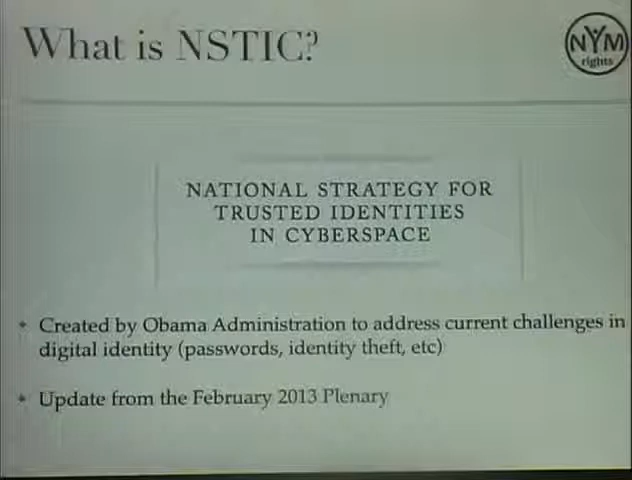 What is NSTIC?
NYM
rights
NATIONAL STRATEGY FOR
TRUSTED IDENTITIES
IN CYBERSPACE
* Created by Obama Administration to address current challenges in
digital identity (passwords, identity theft, etc)
* Update from the February 2013 Plenary